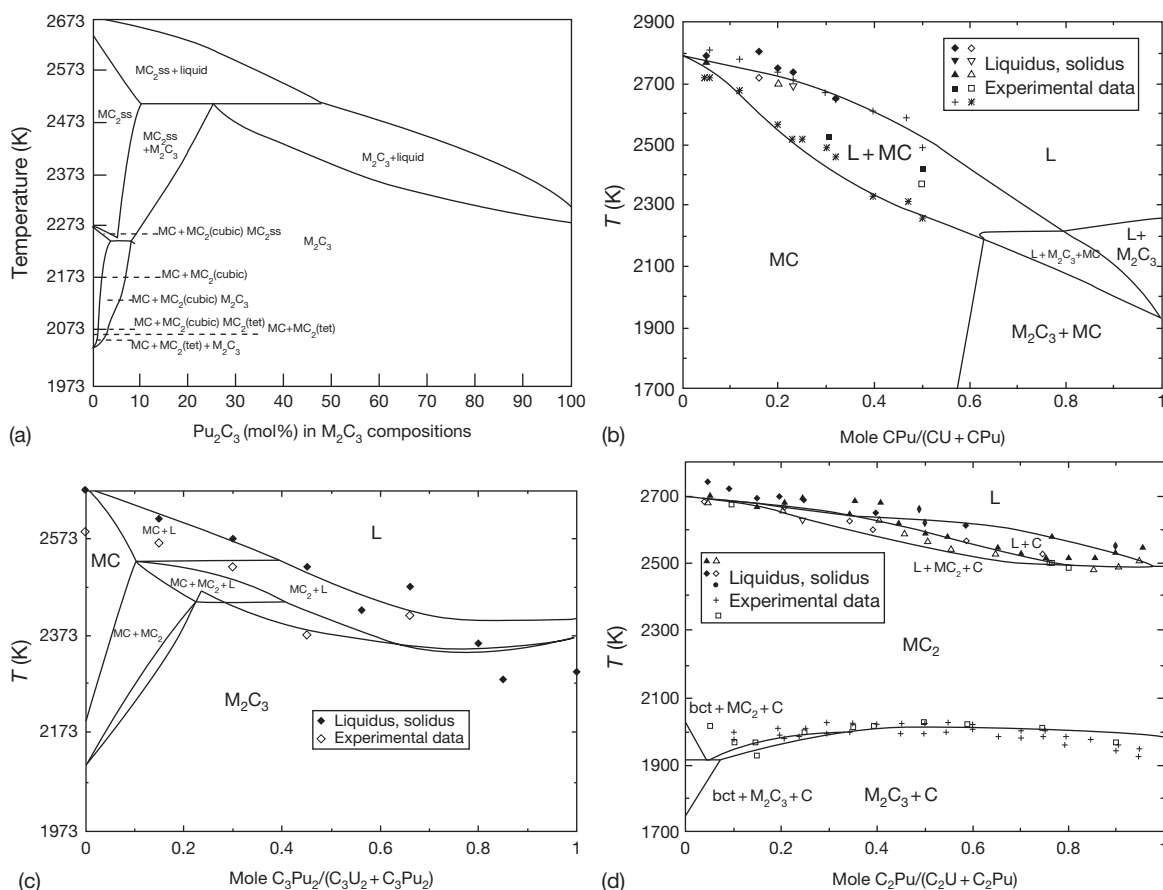 2673
2573
2473
2373
2273
2173
2073
1973
Temperature (K)
MC₂ss + liquid
MC₂ss
MC₂ss
+M₂C₃
M₂C₃ + liquid
MC + MC₂(cubic) MC₂ss
M₂C₃
MC + MC₂(cubic)
MC + MC₂(cubic) M₂C₃
MC + MC₂(cubic) MC₂(tet)
MC + MC₂(tet)
MC + MC₂(tet) + M₂C₃
0 10 20 30 40 50 60 70 80 90 100
(a)
Pu₂C₃ (mol%) in M₂C₃ compositions
2900
2700
2500
2300
2100
1900
1700
T (K)
Liquidus, solidus
Experimental data
L + MC
L
MC
L + M₂C₃ + MC
L +
M₂C₃
M₂C₃ + MC
0 0.2 0.4 0.6 0.8 1
(b)
Mole CPu/(CU + CPu)
2573
2373
2173
1973
T (K)
MC + L
L
MC
MC + MC₂ + L
MC₂ + L
MC + MC₂
M₂C₃
Liquidus, solidus
Experimental data
0 0.2 0.4 0.6 0.8 1
(c)
Mole C₃Pu₂/(C₃U₂ + C₃Pu₂)
2700
2500
2300
2100
1900
1700
T (K)
L
L + C
L + MC₂ + C
Liquidus, solidus
Experimental data
MC₂
bct + MC₂ + C
bct + M₂C₃ + C
M₂C₃ + C
0 0.2 0.4 0.6 0.8 1
(d)
Mole C₂Pu/(C₂U + C₂Pu)